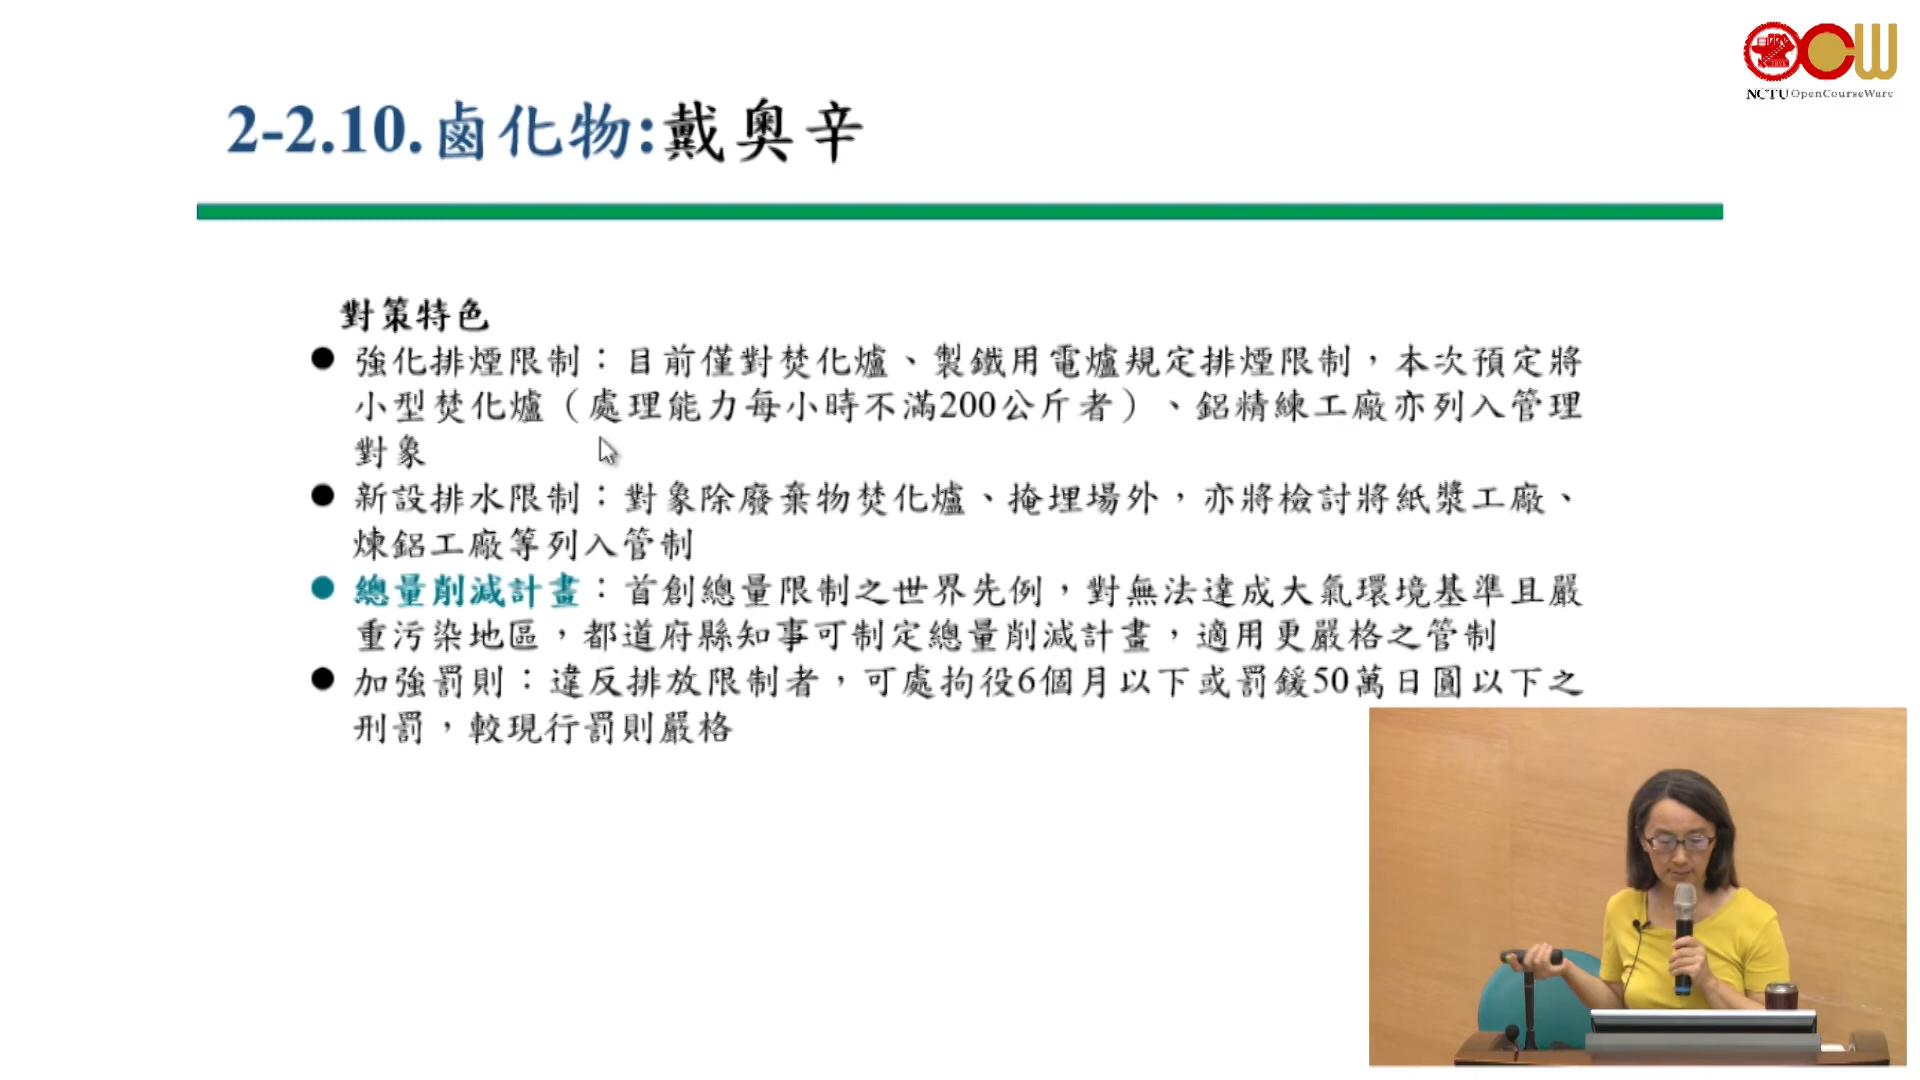 NCTU OpenCourseWare
2-2.10.鹵化物:戴奧辛
對策特色
● 強化排煙限制：目前僅對焚化爐、製鐵用電爐規定排煙限制，本次預定將
小型焚化爐（處理能力每小時不滿200公斤者）、鋁精練工廠亦列入管理
對象
● 新設排水限制：對象除廢棄物焚化爐、掩埋場外，亦將檢討將紙漿工廠、
煉鋁工廠等列入管制
● 總量削減計畫：首創總量限制之世界先例，對無法達成大氣環境基準且嚴
重污染地區，都道府縣知事可制定總量削減計畫，適用更嚴格之管制
● 加強罰則：違反排放限制者，可處拘役6個月以下或罰鍰50萬日圓以下之
刑罰，較現行罰則嚴格